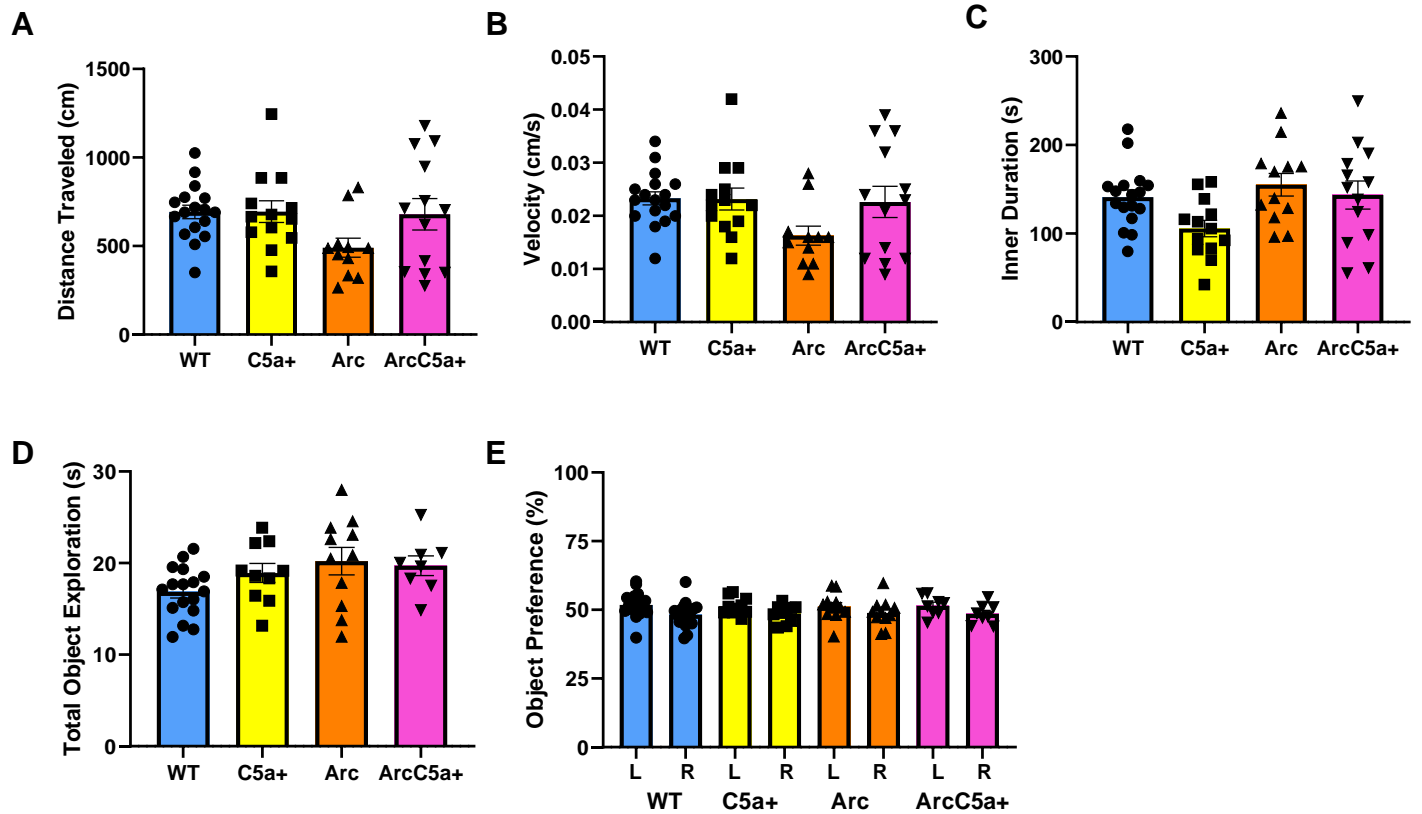 A
Distance Traveled (cm)
1500
1000
500
0
WT C5a+ Arc ArcC5a+
B
Velocity (cm/s)
0.05
0.04
0.03
0.02
0.01
0.00
WT C5a+ Arc ArcC5a+
C
Inner Duration (s)
300
200
100
0
WT C5a+ Arc ArcC5a+
D
Total Object Exploration (s)
30
20
10
0
WT C5a+ Arc ArcC5a+
E
Object Preference (%)
100
75
50
25
0
L R L R L R L R
WT C5a+ Arc ArcC5a+